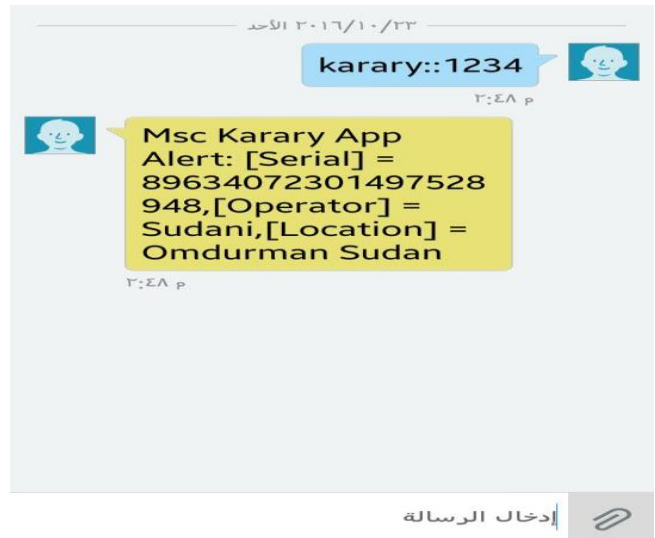 الأحد ٢٠١٦/١٠/٢٣
karary::1234
٢:٤٨ م
Msc Karary App
Alert: [Serial] =
89634072301497528
948,[Operator] =
Sudani,[Location] =
Omdurman Sudan
٢:٤٨ م
إدخال الرسالة